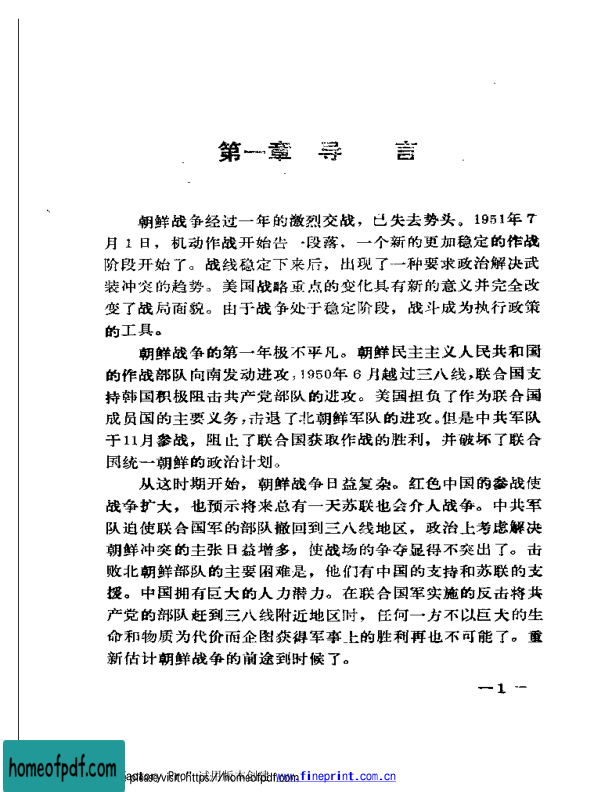 第一章 导 言
朝鲜战争经过一年的激烈交战，已失去势头。1951年7
月1日，机动作战开始告一段落，一个新的更加稳定的作战
阶段开始了。战线稳定下来后，出现了一种要求政治解决武
装冲突的趋势。美国战略重点的变化具有新的意义并完全改
变了战局面貌。由于战争处于稳定阶段，战斗成为执行政策
的工具。
朝鲜战争的第一年极不平凡。朝鲜民主主义人民共和国
的作战部队向南发动进攻，1950年6月越过三八线，联合国支
持韩国积极阻击共产党部队的进攻。美国担负了作为联合国
成员国的主要义务，击退了北朝鲜军队的进攻。但是中共军队
于11月参战，阻止了联合国获取作战的胜利，并破坏了联合
国统一朝鲜的政治计划。
从这时期开始，朝鲜战争日益复杂。红色中国的参战使
战争扩大，也预示将来总有一天苏联也会介人战争。中共军
队迫使联合国军的部队撤回到三八线地区，政治上考虑解决
朝鲜冲突的主张日益增多，使战场的争夺显得不突出了。击
败北朝鲜部队的主要困难是，他们有中国的支持和苏联的支
援。中国拥有巨大的人力潜力。在联合国军实施的反击将共
产党的部队赶到三八线附近地区时，任何一方不以巨大的生
命和物质为代价而企图获得军事上的胜利再也不可能了。重
新估计朝鲜战争的前途到时候了。
—1—
homeofpdf.com
please visit: https://homeofpdf.com
www.fineprint.com.cn